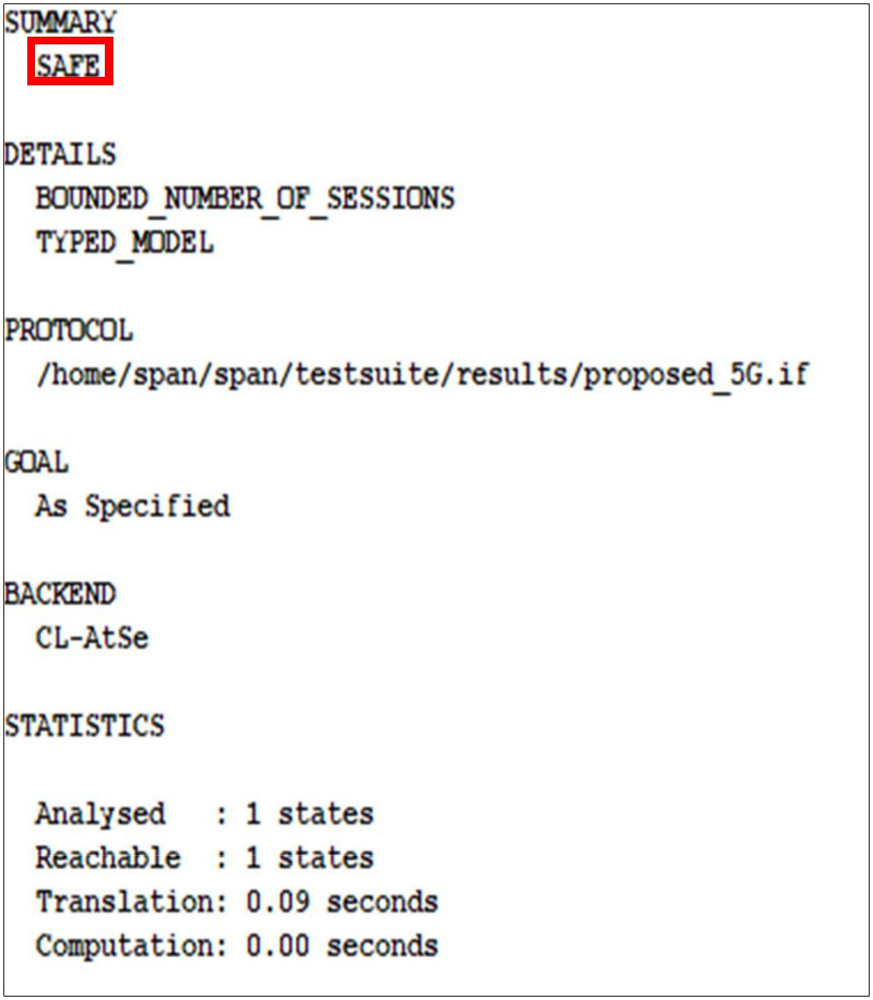 SUMMARY
SAFE
DETAILS
BOUNDED_NUMBER_OF_SESSIONS
TYPED_MODEL
PROTOCOL
/home/span/span/testsuite/results/proposed_5G.if
GOAL
As Specified
BACKEND
CL-AtSe
STATISTICS
Analysed : 1 states
Reachable : 1 states
Translation: 0.09 seconds
Computation: 0.00 seconds